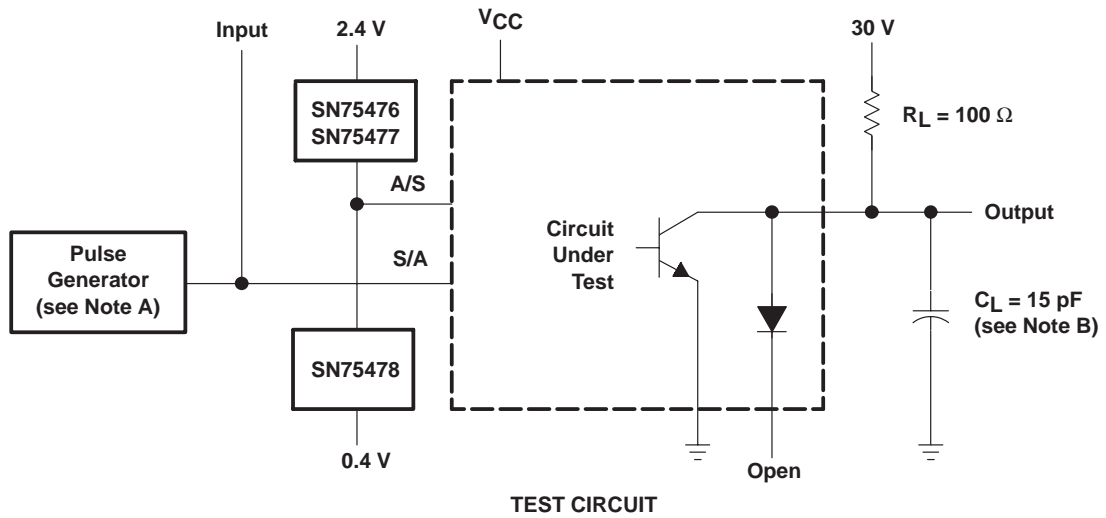 Input
2.4 V
VCC
30 V
SN75476
SN75477
RL = 100 Ω
A/S
Output
Circuit
Under
Test
Pulse
Generator
(see Note A)
S/A
CL = 15 pF
(see Note B)
SN75478
0.4 V
Open
TEST CIRCUIT